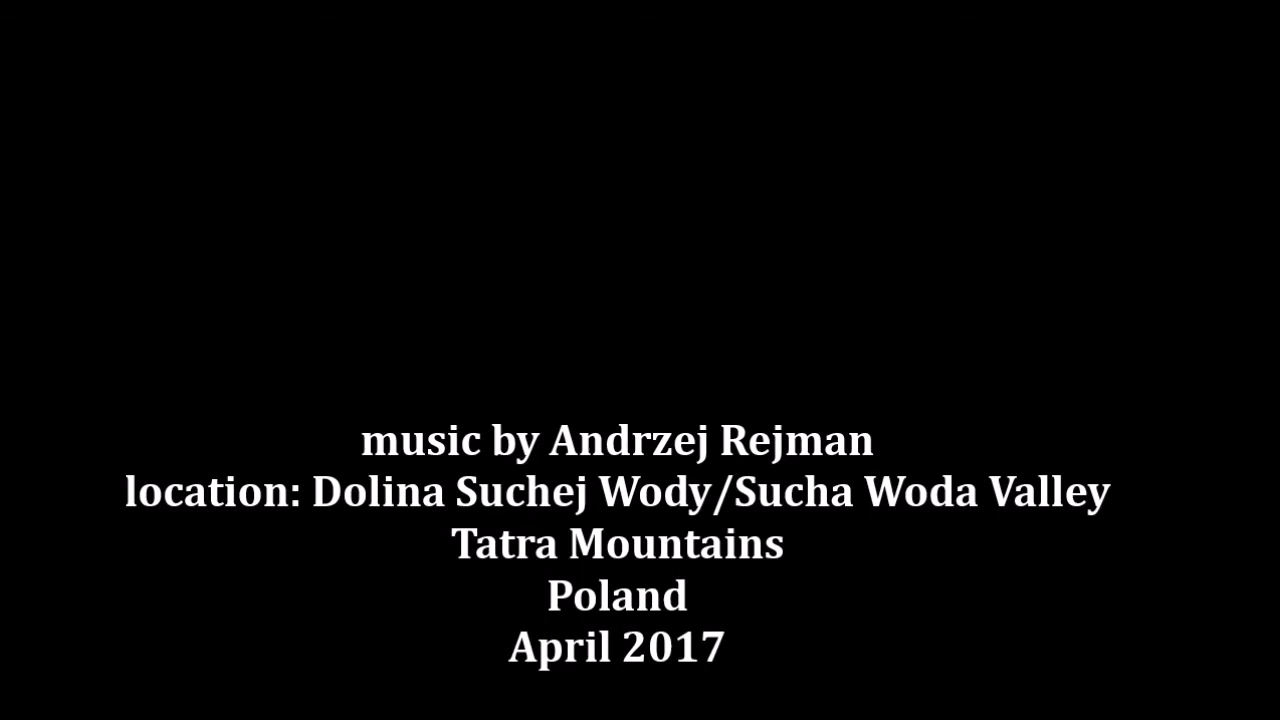 music by Andrzej Rejman
location: Dolina Suchej Wody/Sucha Woda Valley
Tatra Mountains
Poland
April 2017